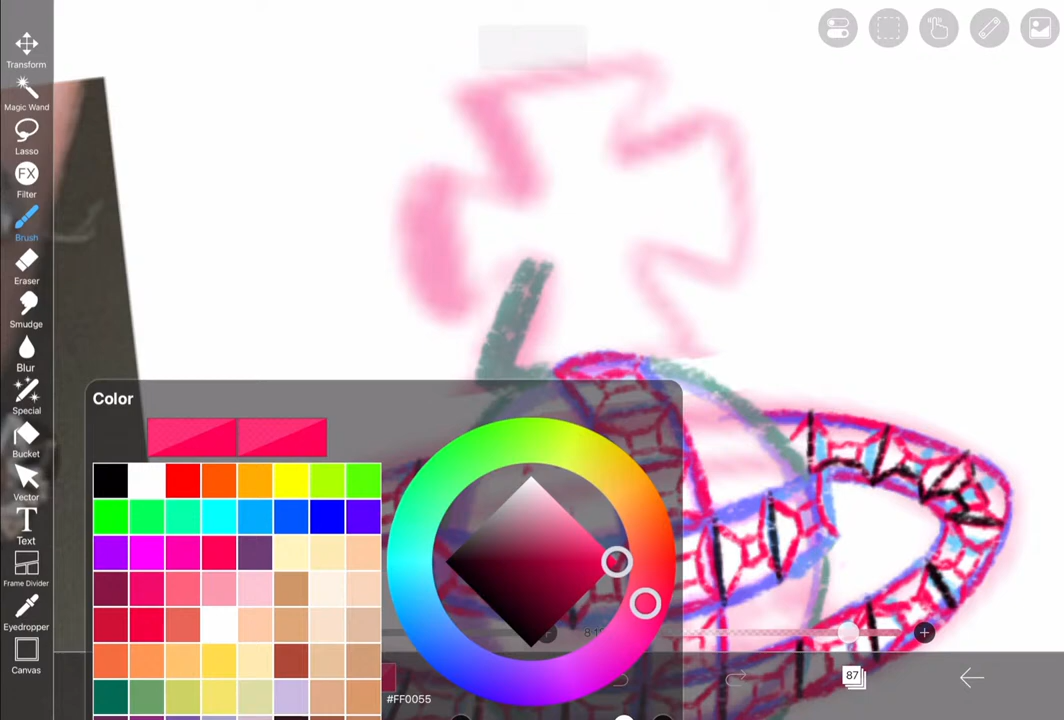 Transform
Magic Wand
Lasso
FX
Filter
Brush
Eraser
Smudge
Blur
Special
Bucket
Vector
T
Text
Frame Divider
Eyedropper
Canvas
Color
#FF0055
87